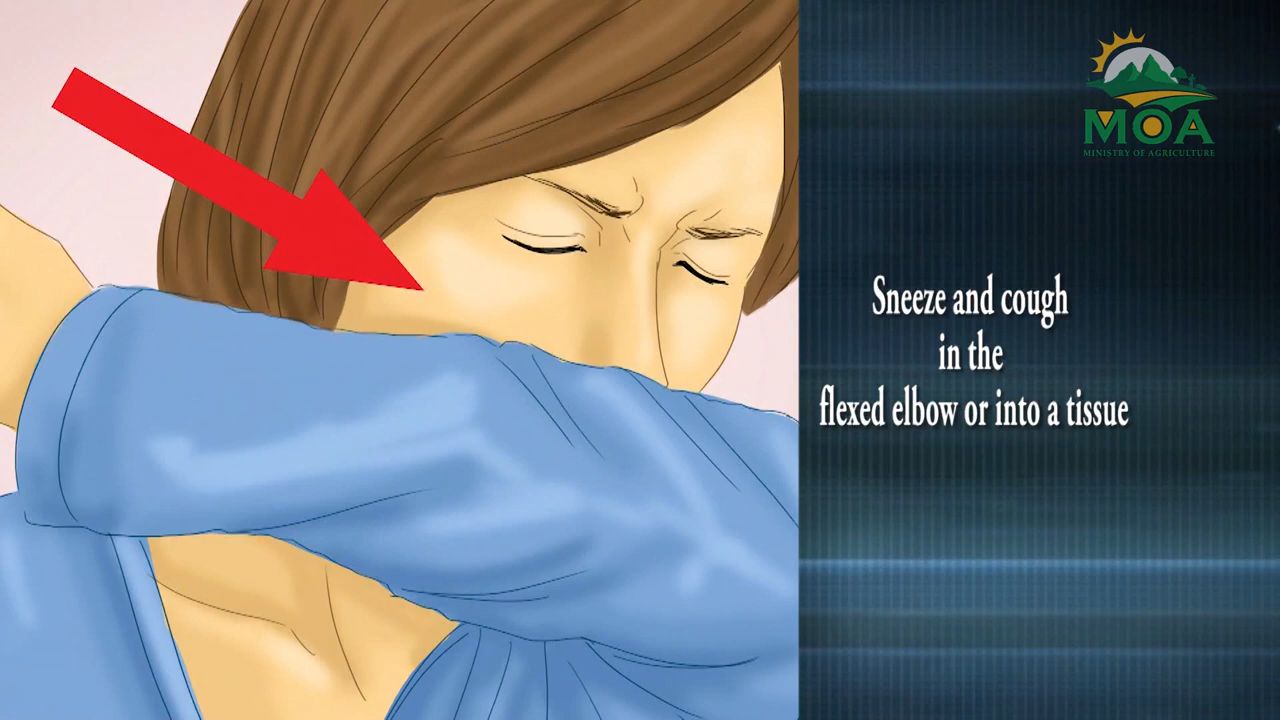 MOA
MINISTRY OF AGRICULTURE
Sneeze and cough
in the
flexed elbow or into a tissue